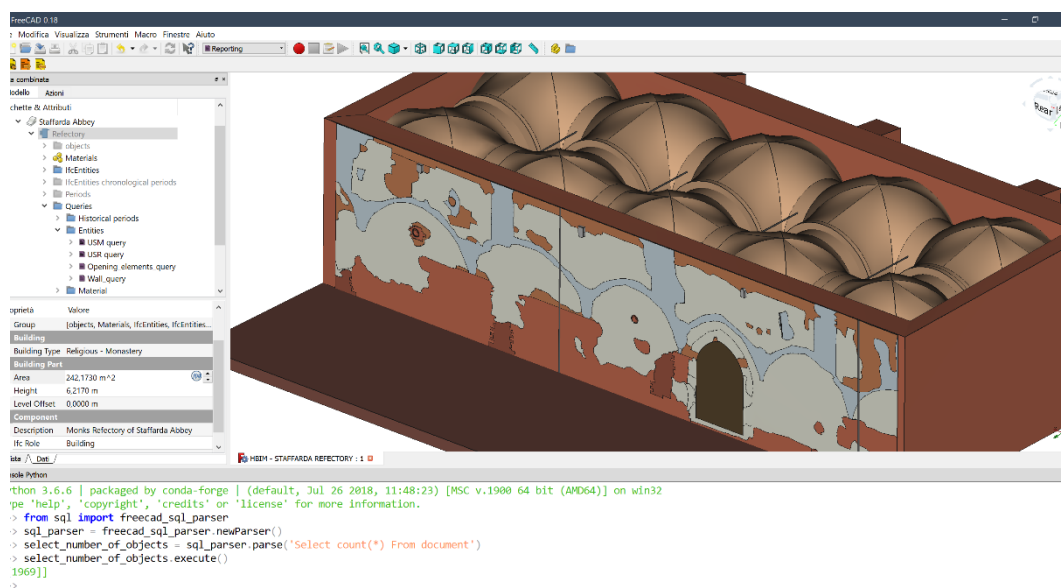 FreeCAD 0.18
Modifica Visualizza Strumenti Macro Finestre Aiuto
Reporting
combinate
Modello Azioni
chette & Attributi
Staffarda Abbey
Refectory
objects
Materials
IfcEntities
IfcEntities chronological periods
Periods
Queries
Historical periods
Entities
USM query
USR query
Opening elements query
Wall_query
Material
oprietà Valore
Group [objects, Materials, IfcEntities, IfcEntities...
Building
Building Type Religious - Monastery
Building Part
Area 242,1730 m^2
Height 6,2170 m
Level Offset 0,0000 m
Component
Description Monks Refectory of Staffarda Abbey
Ifc Role Building
Vista Dati
Rear
HBIM - STAFFARDA REFECTORY : 1
nsole Python
ython 3.6.6 | packaged by conda-forge | (default, Jul 26 2018, 11:48:23) [MSC v.1900 64 bit (AMD64)] on win32
ype 'help', 'copyright', 'credits' or 'license' for more information.
> from sql import freecad_sql_parser
> sql_parser = freecad_sql_parser.newParser()
> select_number_of_objects = sql_parser.parse('Select count(*) From document')
> select_number_of_objects.execute()
1969]]
>